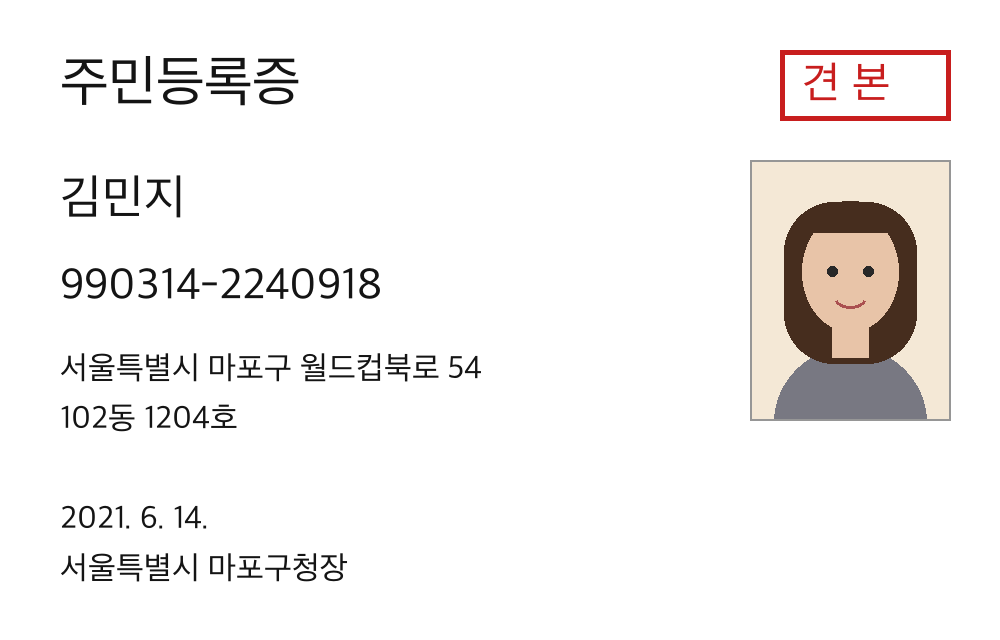 주민등록증
견본
김민지
990314-2240918
서울특별시 마포구 월드컵북로 54
102동 1204호
2021. 6. 14.
서울특별시 마포구청장